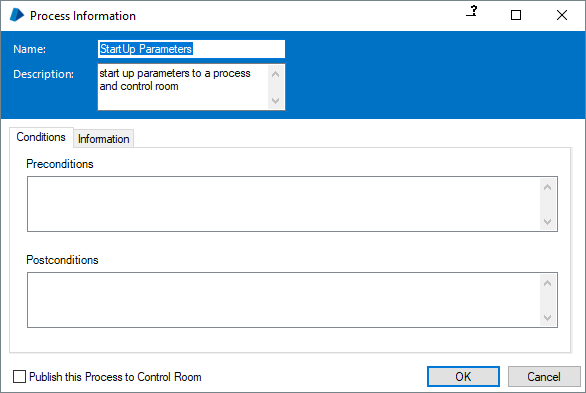 Process Information
?
Name:
StartUp Parameters
Description:
start up parameters to a process
and control room
Conditions
Information
Preconditions
Postconditions
Publish this Process to Control Room
OK
Cancel